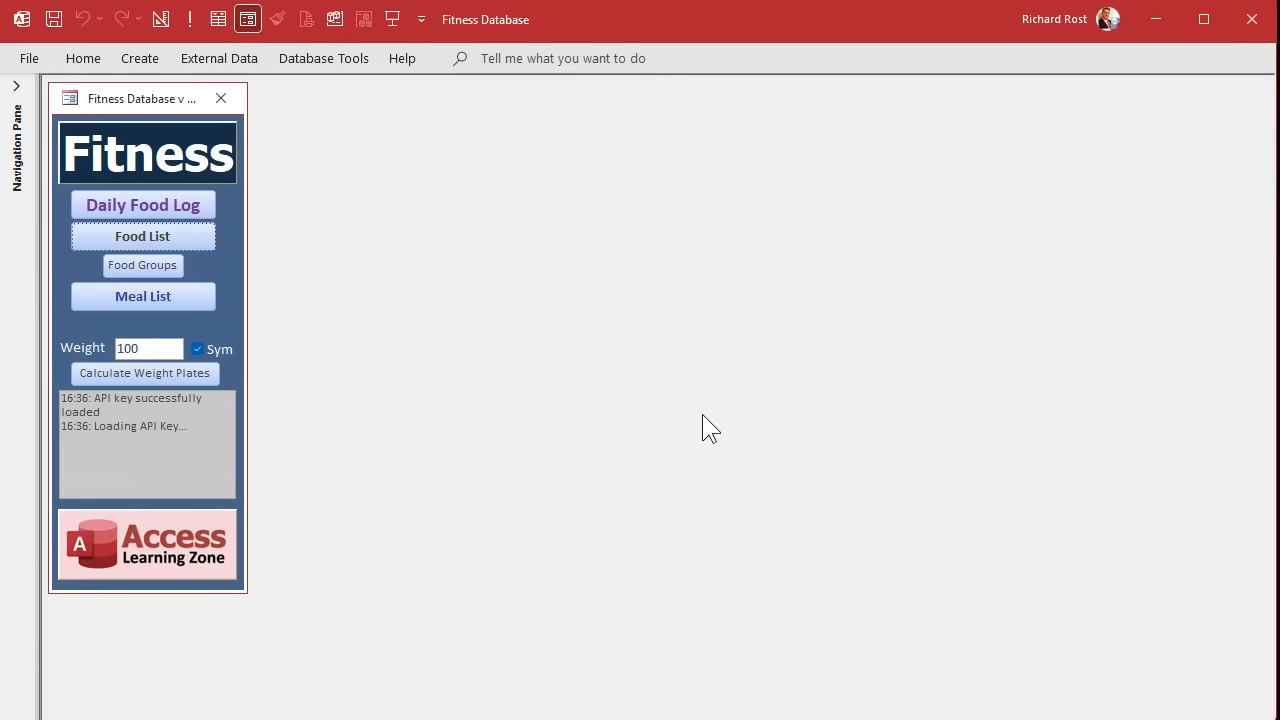 Fitness Database
Richard Rost
File Home Create External Data Database Tools Help Tell me what you want to do
Navigation Pane
Fitness Database v ...
Fitness
Daily Food Log
Food List
Food Groups
Meal List
Weight 100 Sym
Calculate Weight Plates
16:36: API key successfully
loaded
16:36: Loading API Key...
A Access
Learning Zone